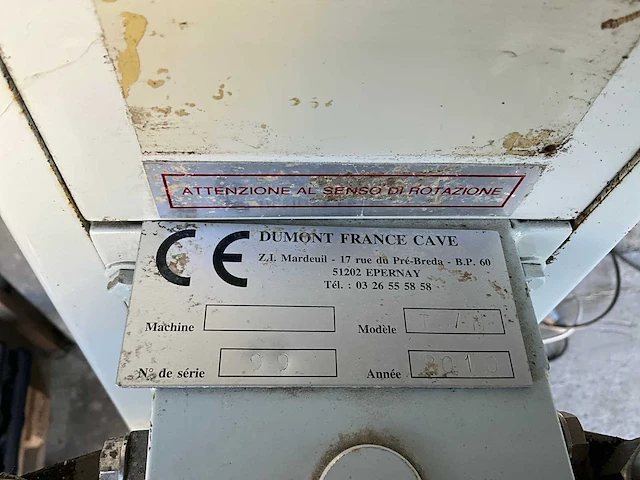 ATTENZIONE AL SENSO DI ROTAZIONE
CE
DUMONT FRANCE CAVE
Z.I. Mardeuil - 17 rue du Pré-Breda - B.P. 60
51202 EPERNAY
Tél. : 03 26 55 58 58
Machine
Modèle
N° de série
Année